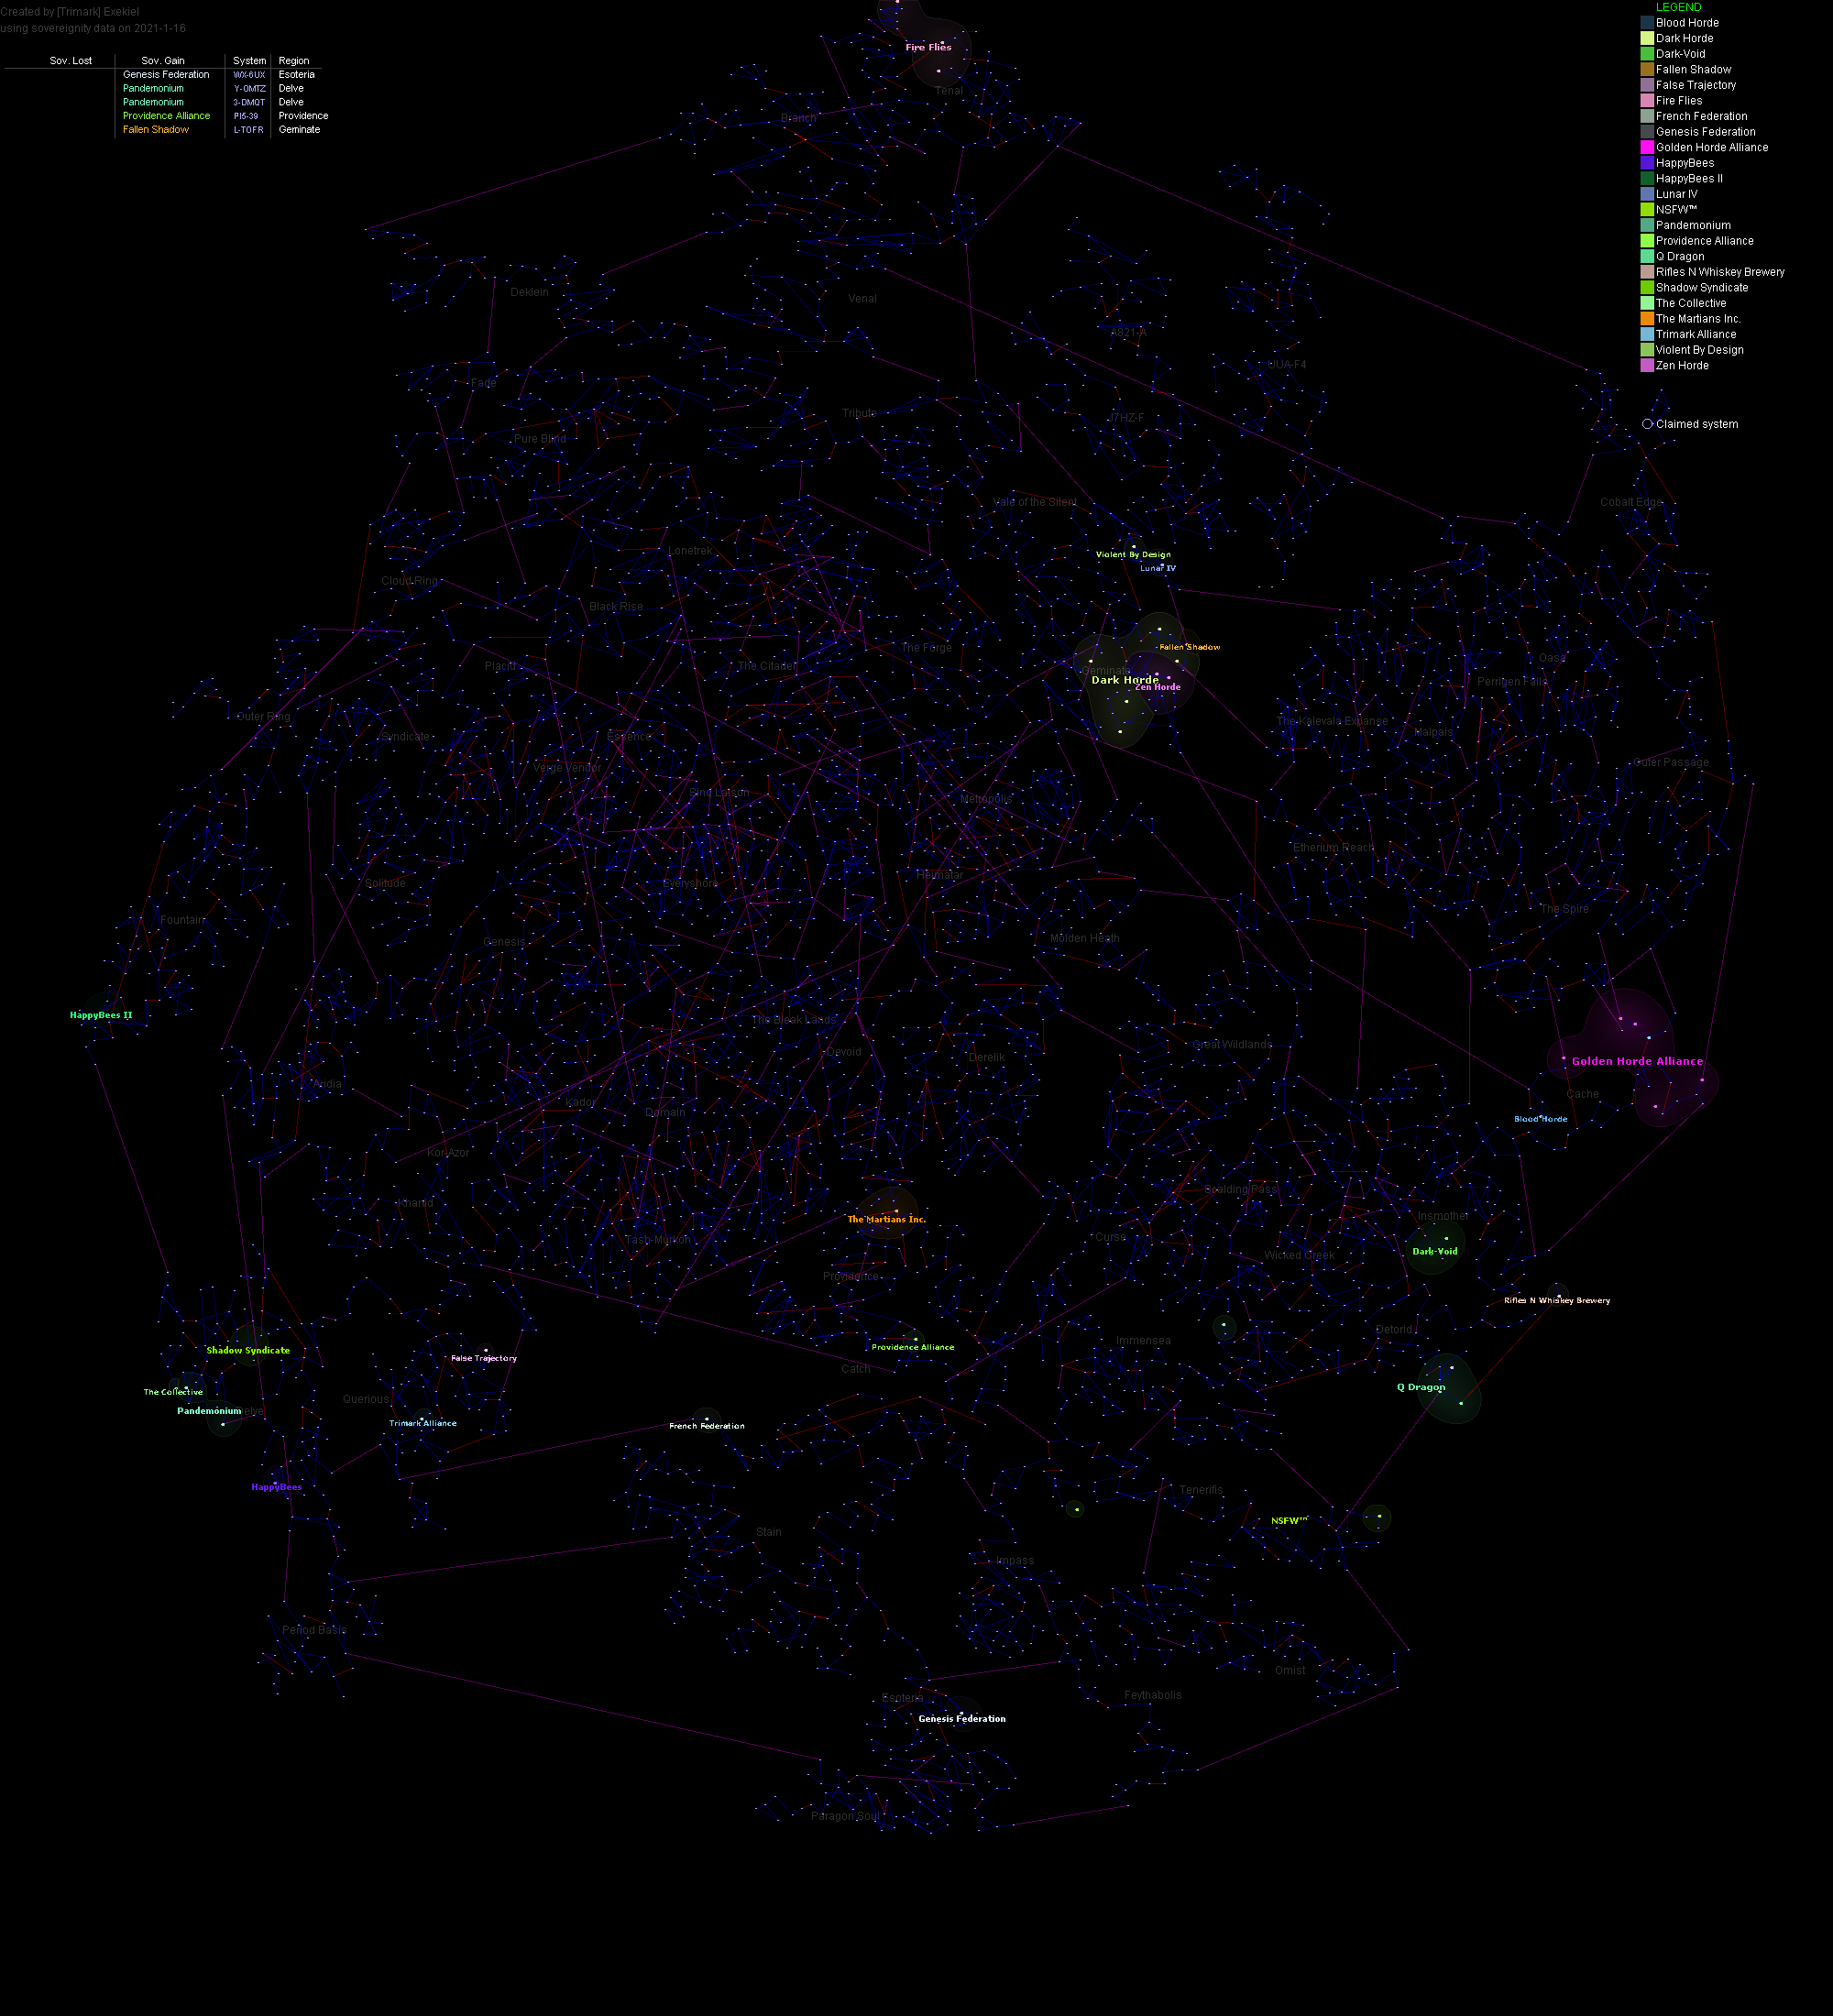 Created by [Trimark] Exekiel
using sovereignity data on 2021-1-16
Sov. Lost Sov. Gain System Region
Genesis Federation WX-6UX Esoteria
Pandemonium Y-OMTZ Delve
Pandemonium 3-DMQT Delve
Providence Alliance PI5-39 Providence
Fallen Shadow L-TOFR Geminate
LEGEND
Blood Horde
Dark Horde
Dark-Void
Fallen Shadow
False Trajectory
Fire Flies
French Federation
Genesis Federation
Golden Horde Alliance
HappyBees
HappyBees II
Lunar IV
NSFW™
Pandemonium
Providence Alliance
Q Dragon
Rifles N Whiskey Brewery
Shadow Syndicate
The Collective
The Martians Inc.
Trimark Alliance
Violent By Design
Zen Horde
Claimed system
Fire Flies
Tenal
Branch
Deklein
Venal
A821-A
UUA-F4
Fade
Tribute
J7HZ-F
Pure Blind
Vale of the Silent
Cobalt Edge
Lonetrek
Violent By Design
Lunar IV
Cloud Ring
Black Rise
The Forge
Fallen Shadow
Placid
The Citadel
Geminate
Dark Horde
Zen Horde
Oasa
Perrigen Falls
Outer Ring
Syndicate
Essence
The Kalevala Expanse
Malpais
Verge Vendor
Outer Passage
Sinq Laison
Metropolis
Etherium Reach
Solitude
Everyshore
Heimatar
The Spire
Fountain
Genesis
Molden Heath
HappyBees II
The Bleak Lands
Great Wildlands
Devoid
Derelik
Golden Horde Alliance
Aridia
Cache
Kador
Domain
Blood Horde
Kor-Azor
Khanid
Scalding Pass
The Martians Inc.
Insmother
Tash-Murkon
Curse
Wicked Creek
Dark-Void
Providence
Rifles N Whiskey Brewery
Detorid
Immensea
Providence Alliance
Shadow Syndicate
False Trajectory
Catch
Q Dragon
The Collective
Querious
Pandemonium
Delve
Trimark Alliance
French Federation
HappyBees
Tenerifis
NSFW™
Stain
Impass
Period Basis
Omist
Feythabolis
Esoteria
Genesis Federation
Paragon Soul